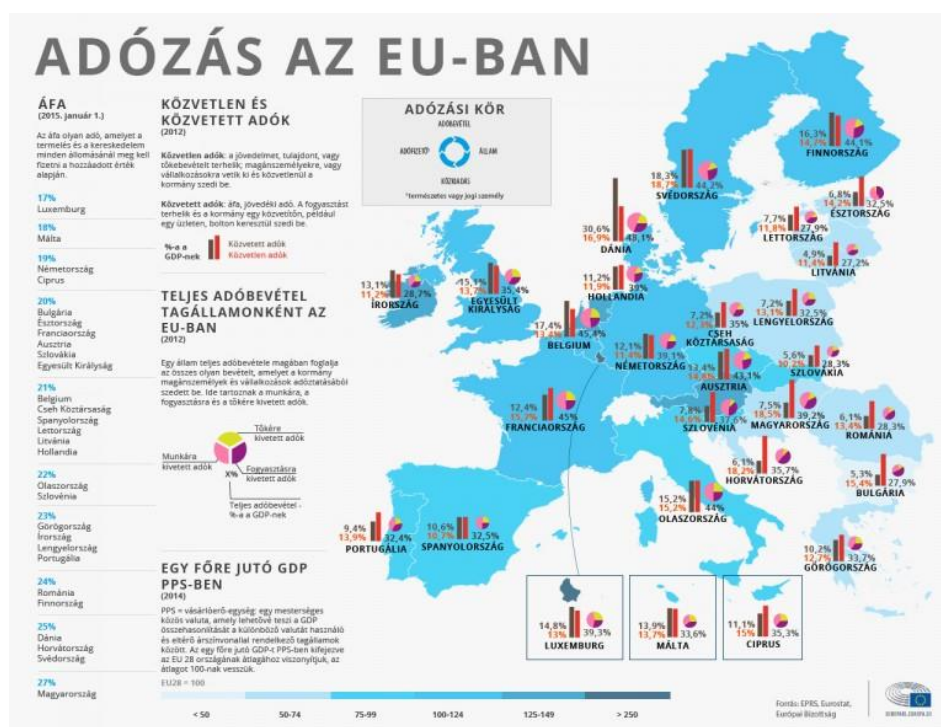 ADÓZÁS AZ EU-BAN
ÁFA
(2015. január 1.)
Az áfa olyan adó, amelyet a
termelés és a kereskedelem
minden állomásánál meg kell
fizetni a hozzáadott érték
alapján.
17%
Luxemburg
18%
Málta
19%
Németország
Ciprus
20%
Bulgária
Észtország
Franciaország
Ausztria
Szlovákia
Egyesült Királyság
21%
Belgium
Cseh Köztársaság
Spanyolország
Lettország
Litvánia
Hollandia
22%
Olaszország
Szlovénia
23%
Görögország
Írország
Lengyelország
Portugália
24%
Románia
Finnország
25%
Dánia
Horvátország
Svédország
27%
Magyarország
KÖZVETLEN ÉS
KÖZVETETT ADÓK
(2012)
Közvetlen adók: a jövedelmet, tulajdont, vagy
tőkebevételt terhelik; magánszemélyekre, vagy
vállalkozásokra vetik ki és közvetlenül a
kormány szedi be.
Közvetett adók: áfa, jövedéki adó. A fogyasztást
terhelik és a kormány egy közvetítőn, például
egy üzleten, bolton keresztül szedi be.
%-a a
GDP-nek
Közvetett adók
Közvetlen adók
TELJES ADÓBEVÉTEL
TAGÁLLAMONKÉNT AZ
EU-BAN
(2012)
Egy állam teljes adóbevétele magában foglalja
az összes olyan bevételt, amelyet a kormány
magánszemélyek és vállalkozások adóztatásából
szedett be. Ide tartoznak a munkára, a
fogyasztásra és a tőkére kivetett adók.
Tőkére
kivetett adók
Munkára
kivetett adók
X%
Fogyasztásra
kivetett adók
Teljes adóbevétel -
%-a a GDP-nek
EGY FŐRE JUTÓ GDP
PPS-BEN
(2014)
PPS = vásárlóerő-egység: egy mesterséges
közös valuta, amely lehetővé teszi a GDP
összehasonlítását a különböző valutát használó
és eltérő árszínvonallal rendelkező tagállamok
között. Az egy főre jutó GDP-t PPS-ben kifejezve
az EU 28 országának átlagához viszonyítjuk, az
átlagot 100-nak vesszük.
EU28 = 100
< 50 50-74 75-99 100-124 125-149 > 250
ADÓZÁSI KÖR
ADÓBEVÉTEL
ADÓFIZETŐ* ÁLLAM
KÖZKIADÁS
*természetes vagy jogi személy
16,3%
14,7% 44,1%
FINNORSZÁG
18,3%
18,7% 44,2%
SVÉDORSZÁG
6,8%
14,2% 32,5%
ÉSZTORSZÁG
7,7%
11,8% 27,9%
LETTORSZÁG
4,9%
11,4% 27,2%
LITVÁNIA
30,6%
16,9% 48,1%
DÁNIA
13,1%
11,2% 28,7%
ÍRORSZÁG
15,1%
13,7% 35,4%
EGYESÜLT
KIRÁLYSÁG
11,2%
11,9% 39%
HOLLANDIA
17,4%
13,4% 45,4%
BELGIUM
12,1%
11,4% 39,1%
NÉMETORSZÁG
7,2%
35%
CSEH
KÖZTÁRSASÁG
7,2%
13,1% 32,5%
LENGYELORSZÁG
5,6%
10,2% 28,3%
SZLOVÁKIA
13,4%
43,1%
AUSZTRIA
12,4%
15,7% 45%
FRANCIAORSZÁG
7,8%
14,6% 37,6%
SZLOVÉNIA
7,5%
18,5% 39,2%
MAGYARORSZÁG
6,1%
13,4% 28,3%
ROMÁNIA
6,1%
18,2% 35,7%
HORVÁTORSZÁG
5,3%
15,4% 27,9%
BULGÁRIA
15,2%
15,2% 44%
OLASZORSZÁG
9,4%
13,9% 32,4%
PORTUGÁLIA
10,6%
10,7% 32,5%
SPANYOLORSZÁG
10,2%
12,7% 33,7%
GÖRÖGORSZÁG
14,8%
13% 39,3%
LUXEMBURG
13,9%
13,7% 33,6%
MÁLTA
11,1%
15% 35,3%
CIPRUS
Forrás: EPRS, Eurostat,
Európai Bizottság